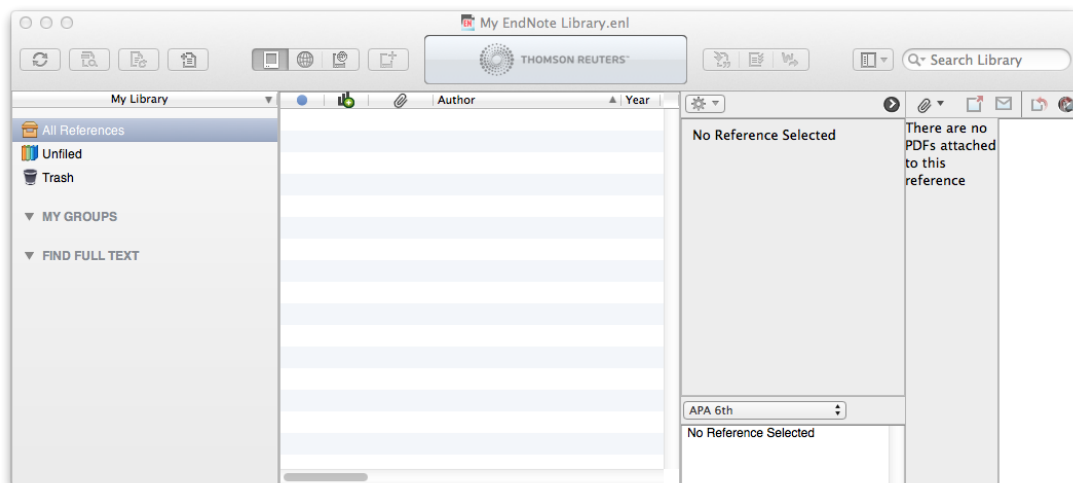 My EndNote Library.enl
THOMSON REUTERS™
Search Library
My Library
Author
Year
All References
Unfiled
Trash
MY GROUPS
FIND FULL TEXT
No Reference Selected
There are no
PDFs attached
to this
reference
APA 6th
No Reference Selected